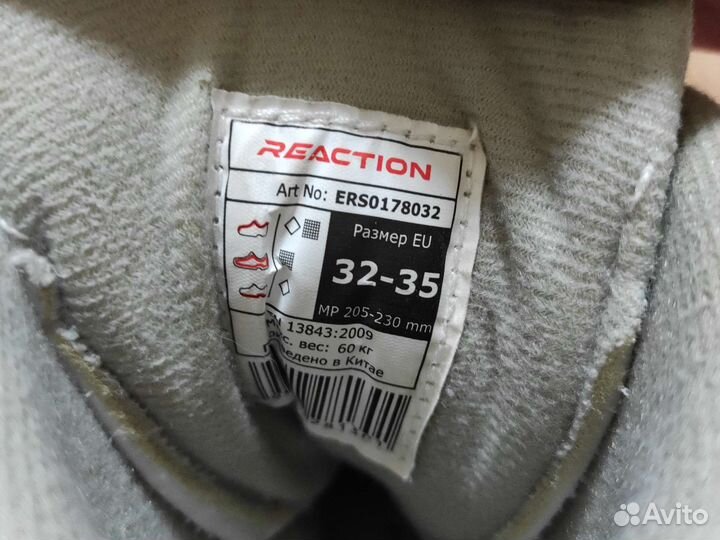 REACTION
Art No: ERS0178032
Размер EU
32-35
MP 205-230 mm
13843:2009
вес: 60 кг
в Китае
Avito